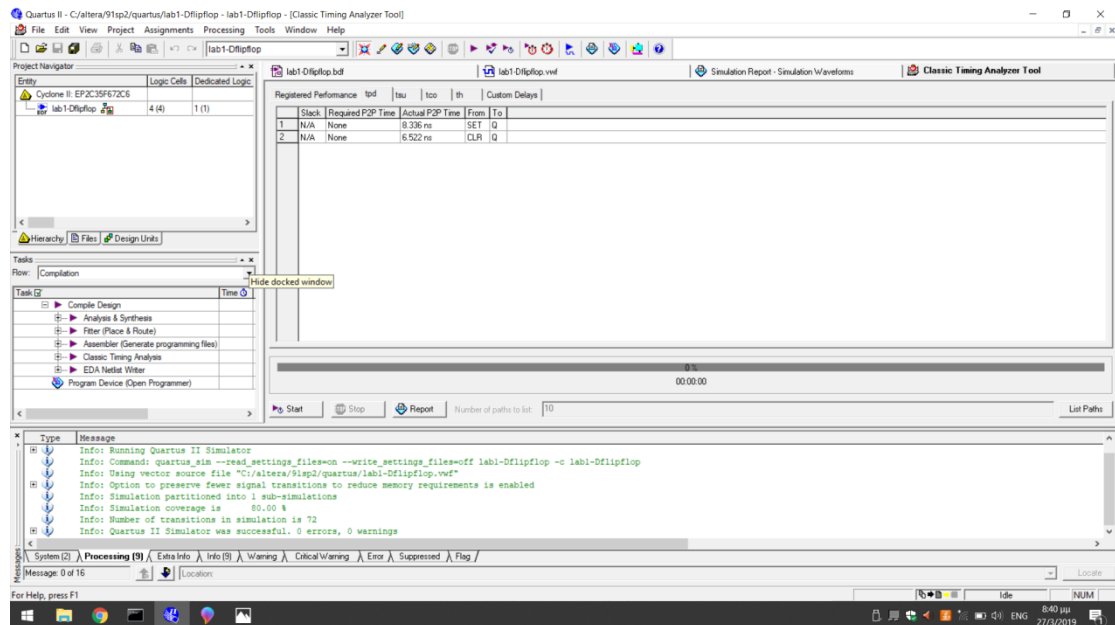 Quartus II - C:/altera/91sp2/quartus/lab1-Dflipflop - lab1-Dflipflop - [Classic Timing Analyzer Tool]
File Edit View Project Assignments Processing Tools Window Help
lab1-Dflipflop
Project Navigator
Entity Logic Cells Dedicated Logic
Cyclone II: EP2C35F672C6
lab1-Dflipflop 4 (4) 1 (1)
Hierarchy Files Design Units
Tasks
Flow: Compilation
Hide docked window
Task Time
Compile Design
Analysis & Synthesis
Fitter (Place & Route)
Assembler (Generate programming files)
Classic Timing Analysis
EDA Netlist Writer
Program Device (Open Programmer)
lab1-Dflipflop.bdf lab1-Dflipflop.vwf Simulation Report - Simulation Waveforms Classic Timing Analyzer Tool
Registered Performance tpd tsu tco th Custom Delays
Slack Required P2P Time Actual P2P Time From To
1 N/A None 8.336 ns SET Q
2 N/A None 6.522 ns CLR Q
0 %
00:00:00
Start Stop Report Number of paths to list: 10 List Paths
Type Message
Info: Running Quartus II Simulator
Info: Command: quartus_sim --read_settings_files=on --write_settings_files=off lab1-Dflipflop -c lab1-Dflipflop
Info: Using vector source file "C:/altera/91sp2/quartus/lab1-Dflipflop.vwf"
Info: Option to preserve fewer signal transitions to reduce memory requirements is enabled
Info: Simulation partitioned into 1 sub-simulations
Info: Simulation coverage is 80.00 %
Info: Number of transitions in simulation is 72
Info: Quartus II Simulator was successful. 0 errors, 0 warnings
System (2) Processing (9) Extra Info Info (9) Warning Critical Warning Error Suppressed Flag
Messages
Message: 0 of 16 Location: Locate
For Help, press F1 Idle NUM
ENG 8:40 μμ
27/3/2019